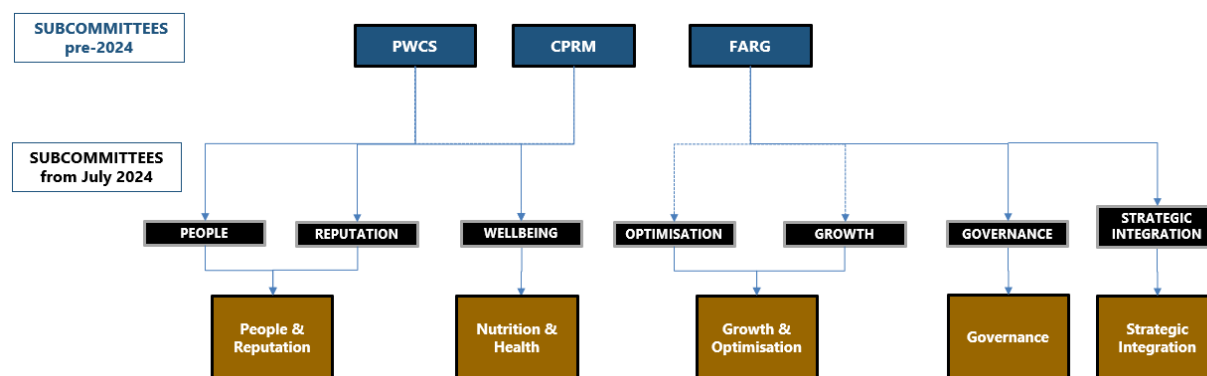 SUBCOMMITTEES
pre-2024
PWCS
CPRM
FARG
SUBCOMMITTEES
from July 2024
PEOPLE
REPUTATION
WELLBEING
OPTIMISATION
GROWTH
GOVERNANCE
STRATEGIC
INTEGRATION
People &
Reputation
Nutrition &
Health
Growth &
Optimisation
Governance
Strategic
Integration